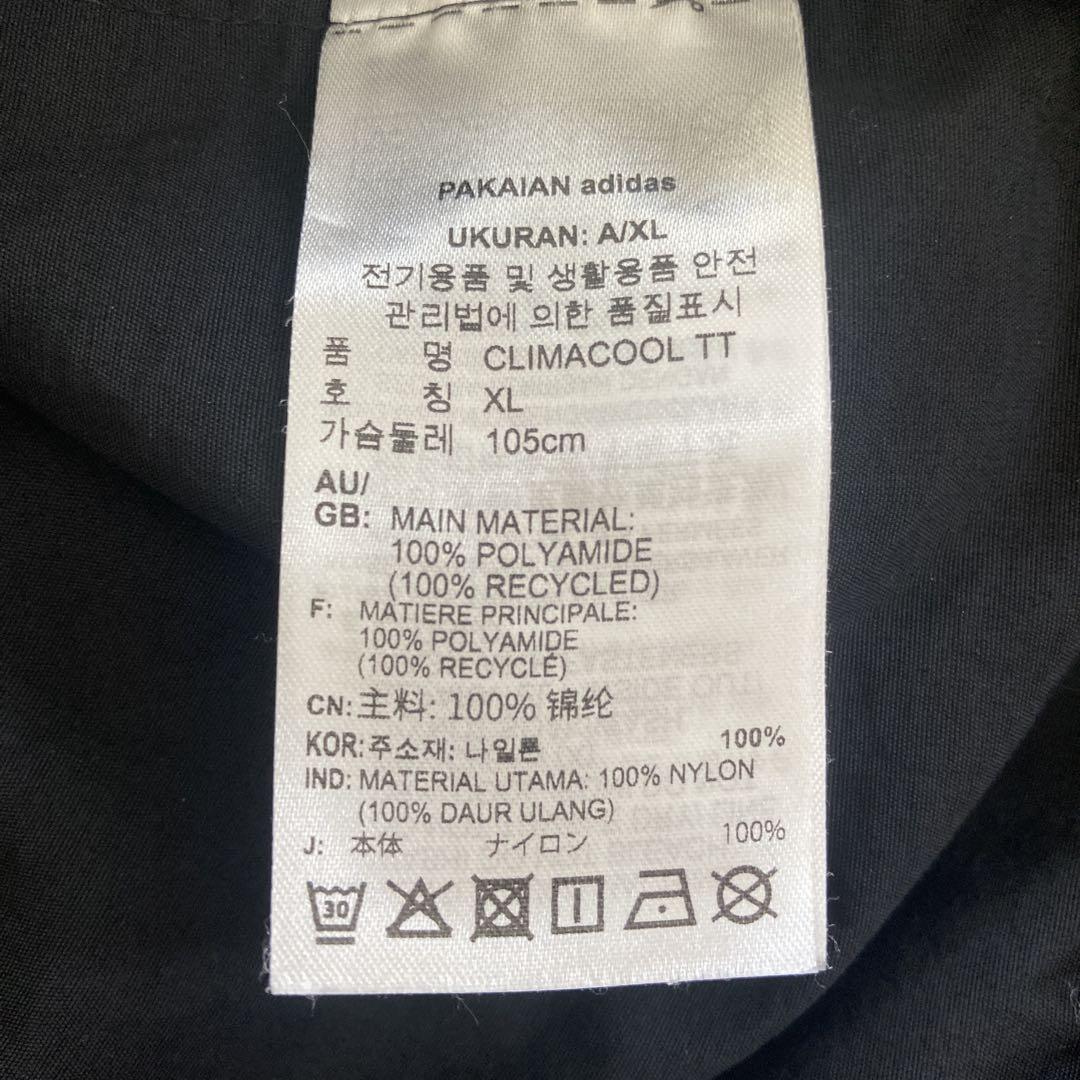 PAKAIAN adidas
UKURAN: A/XL
전기용품 및 생활용품 안전
관리법에 의한 품질표시
품 명 CLIMACOOL TT
호 칭 XL
가슴둘레 105cm
AU/
GB: MAIN MATERIAL:
100% POLYAMIDE
(100% RECYCLED)
F: MATIERE PRINCIPALE:
100% POLYAMIDE
(100% RECYCLÉ)
CN: 主料: 100% 锦纶
KOR: 주소재: 나일론 100%
IND: MATERIAL UTAMA: 100% NYLON
(100% DAUR ULANG)
J: 本体 ナイロン 100%
30